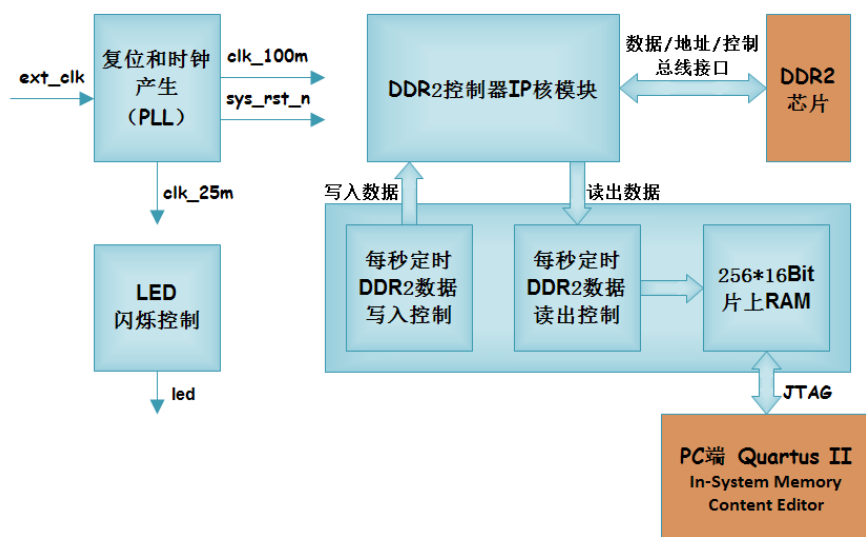 ext_clk
复位和时钟
产生
（PLL）
clk_100m
sys_rst_n
clk_25m
LED
闪烁控制
led
DDR2控制器IP核模块
数据/地址/控制
总线接口
DDR2
芯片
写入数据
读出数据
每秒定时
DDR2数据
写入控制
每秒定时
DDR2数据
读出控制
256*16Bit
片上RAM
JTAG
PC端 Quartus II
In-System Memory
Content Editor